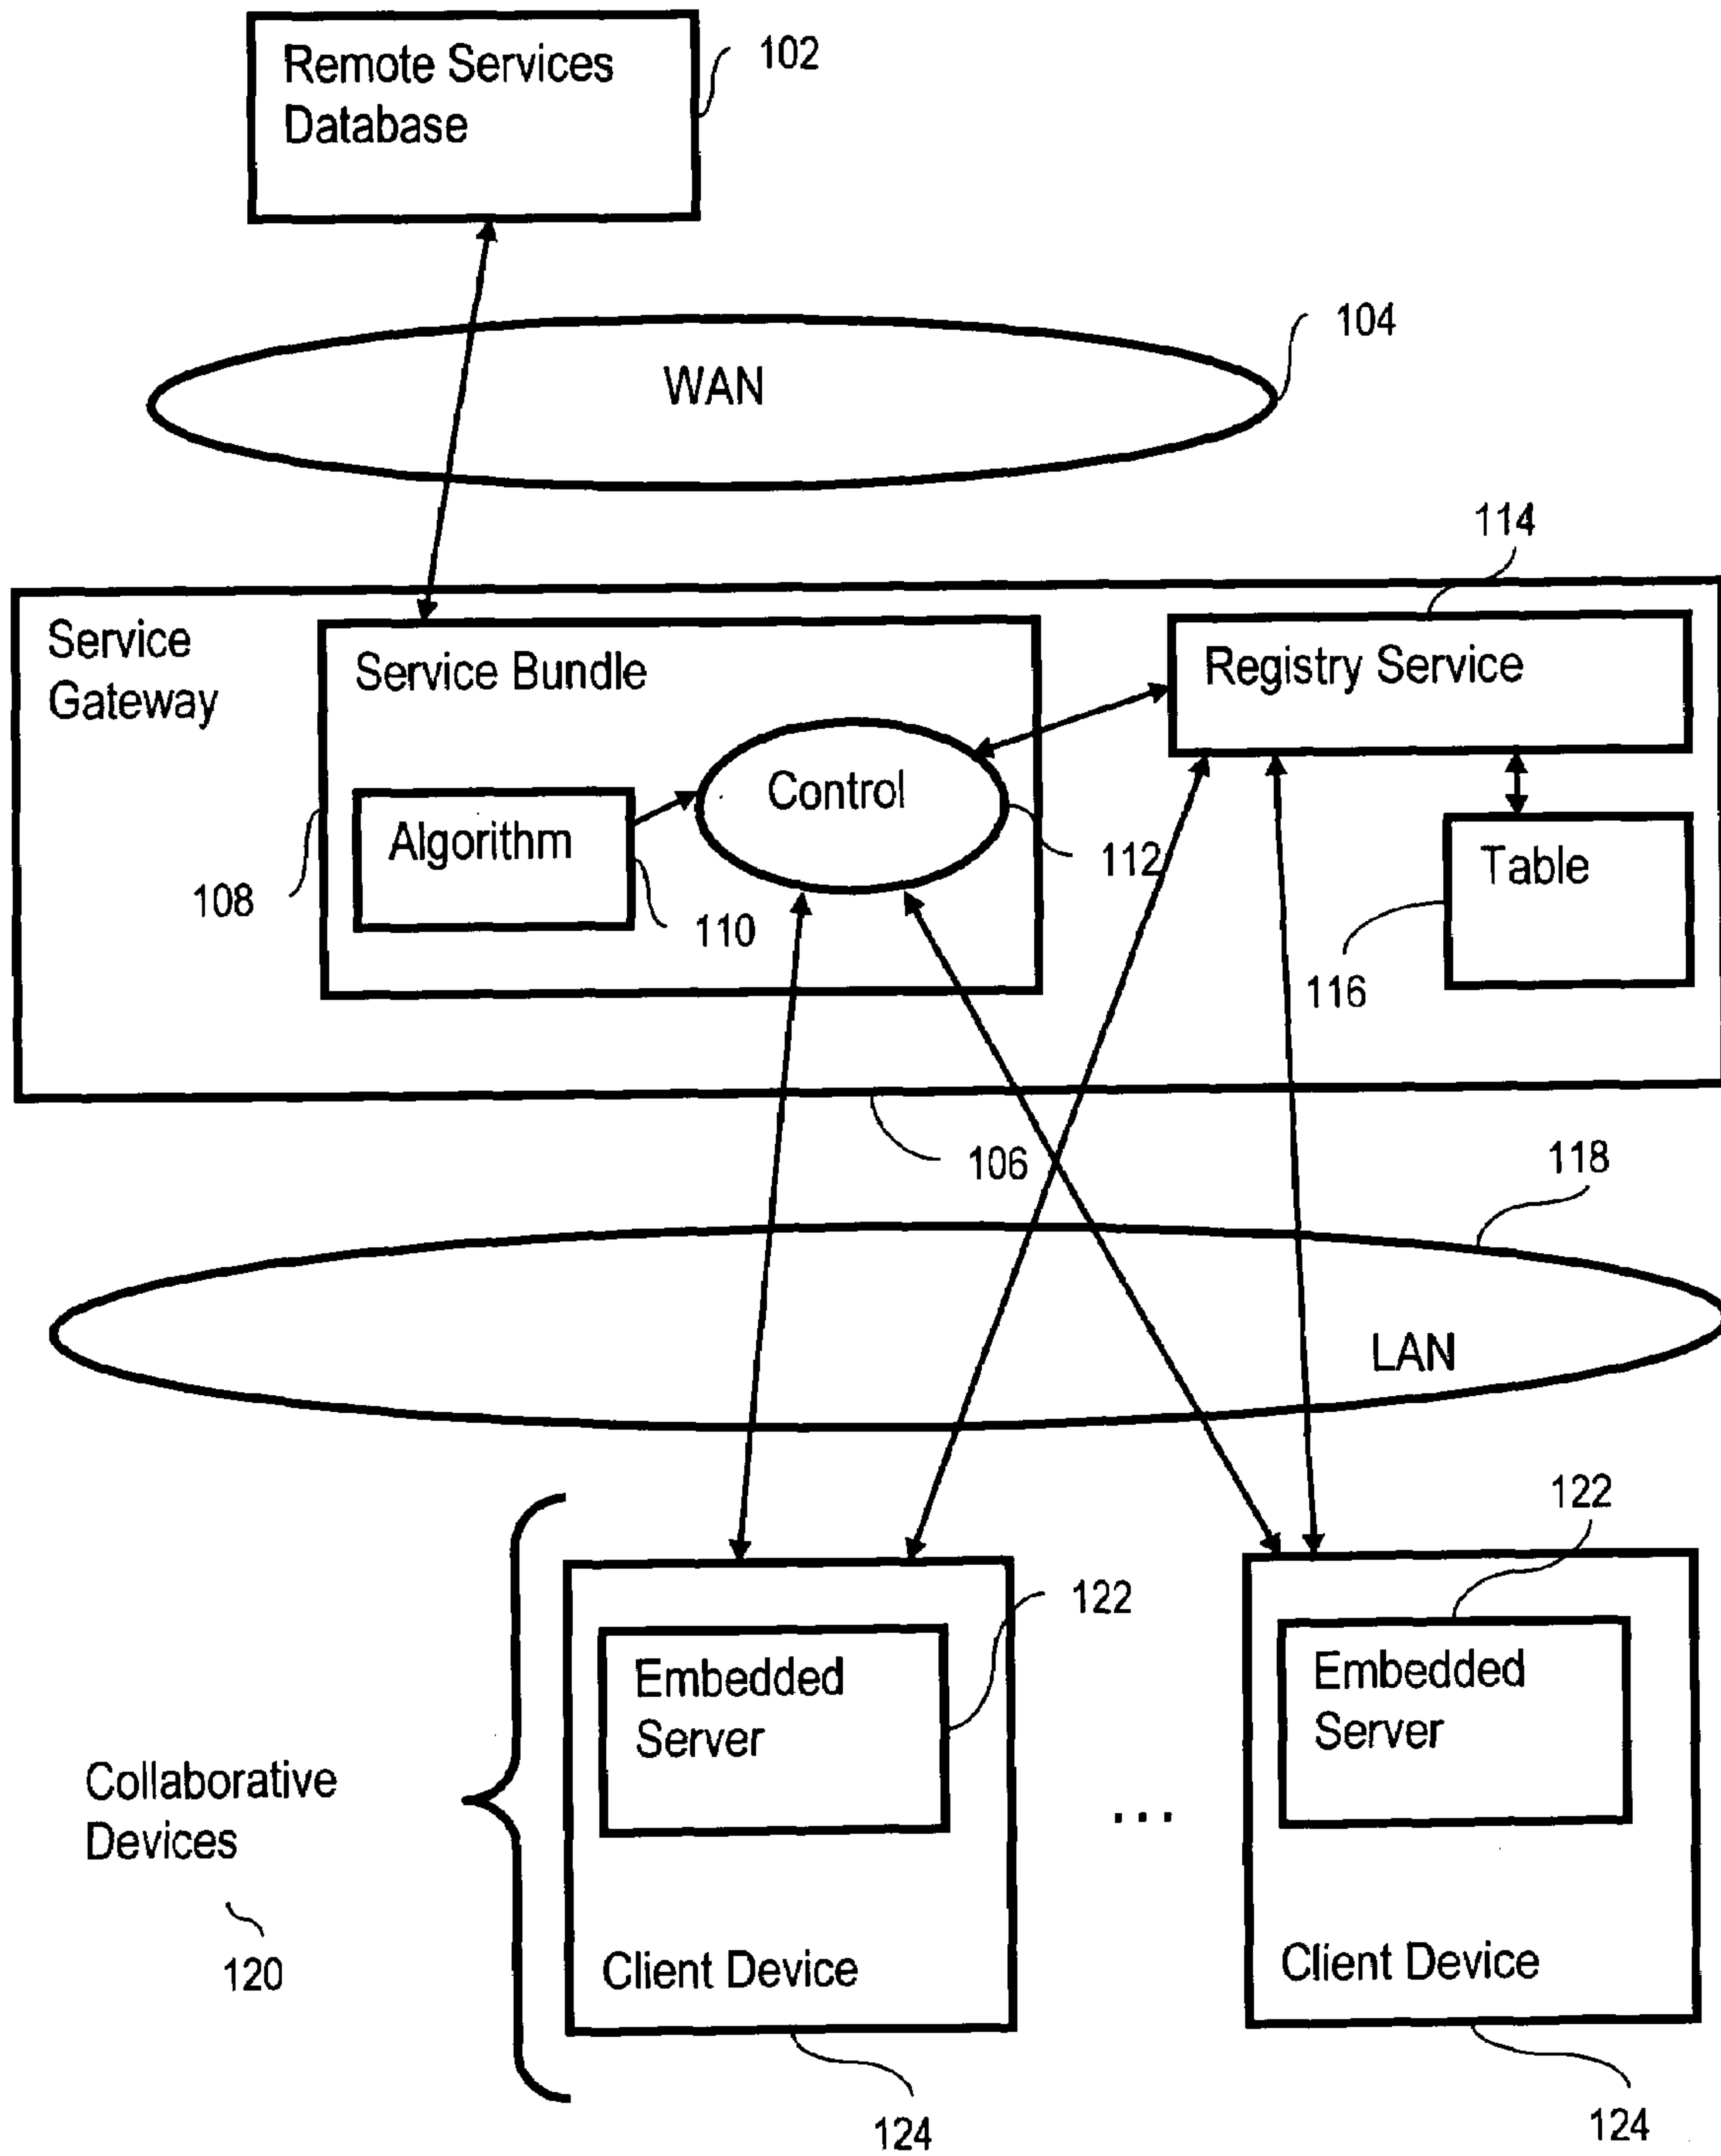 Remote Services
Database
102
104
WAN
114
Service
Gateway
Service Bundle
Registry Service
Control
Algorithm
112
Table
108
110
116
106
118
LAN
122
122
Embedded
Server
Embedded
Server
Collaborative
Devices
...
120
Client Device
Client Device
124
124